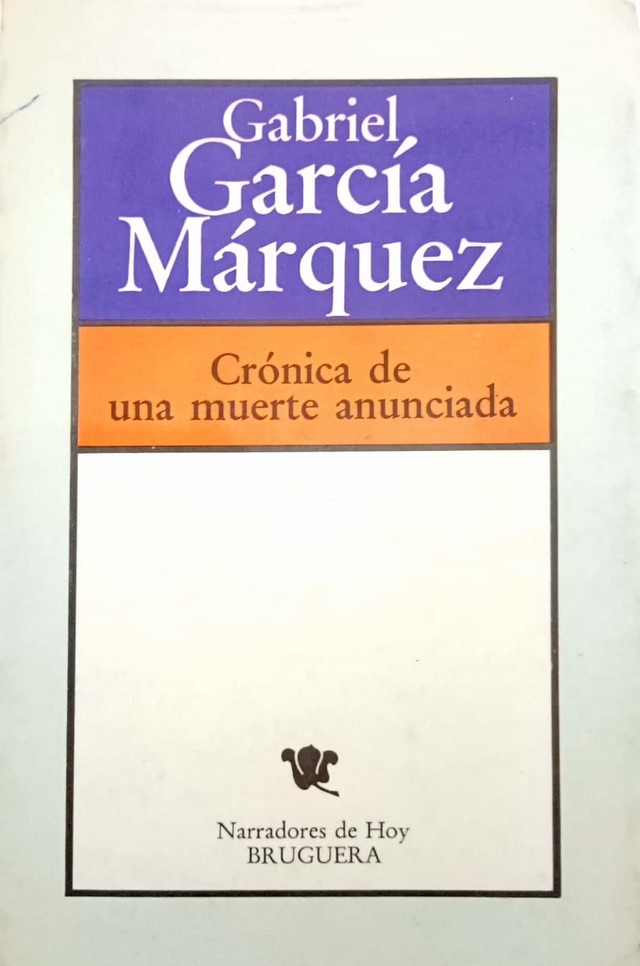 Gabriel
García
Márquez
Crónica de
una muerte anunciada
Narradores de Hoy
BRUGUERA